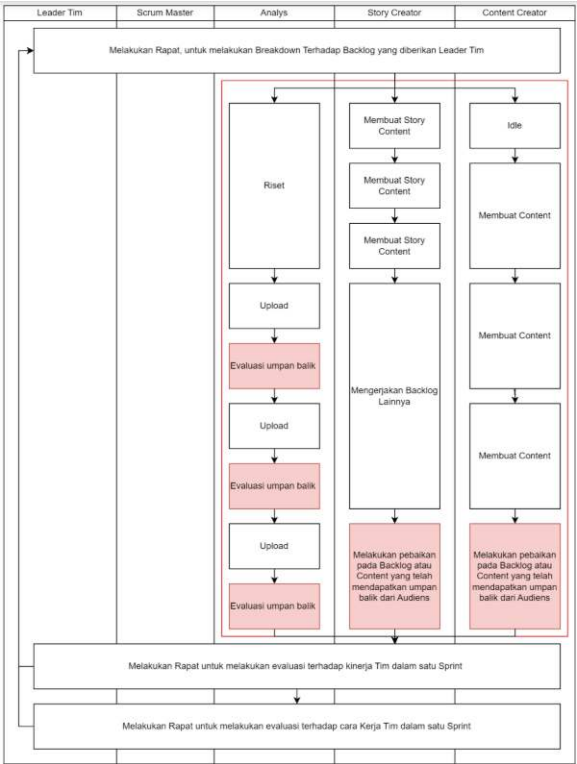 Leader Tim
Scrum Master
Analys
Story Creator
Content Creator
Melakukan Rapat, untuk melakukan Breakdown Terhadap Backlog yang diberikan Leader Tim
Riset
Upload
Evaluasi umpan balik
Upload
Evaluasi umpan balik
Upload
Evaluasi umpan balik
Membuat Story
Content
Membuat Story
Content
Membuat Story
Content
Mengerjakan Backlog
Lainnya
Melakukan pebaikan
pada Backlog atau
Content yang telah
mendapatkan umpan
balik dari Audiens
Idle
Membuat Content
Membuat Content
Membuat Content
Melakukan pebaikan
pada Backlog atau
Content yang telah
mendapatkan umpan
balik dari Audiens
Melakukan Rapat untuk melakukan evaluasi terhadap kinerja Tim dalam satu Sprint
Melakukan Rapat untuk melakukan evaluasi terhadap cara Kerja Tim dalam satu Sprint